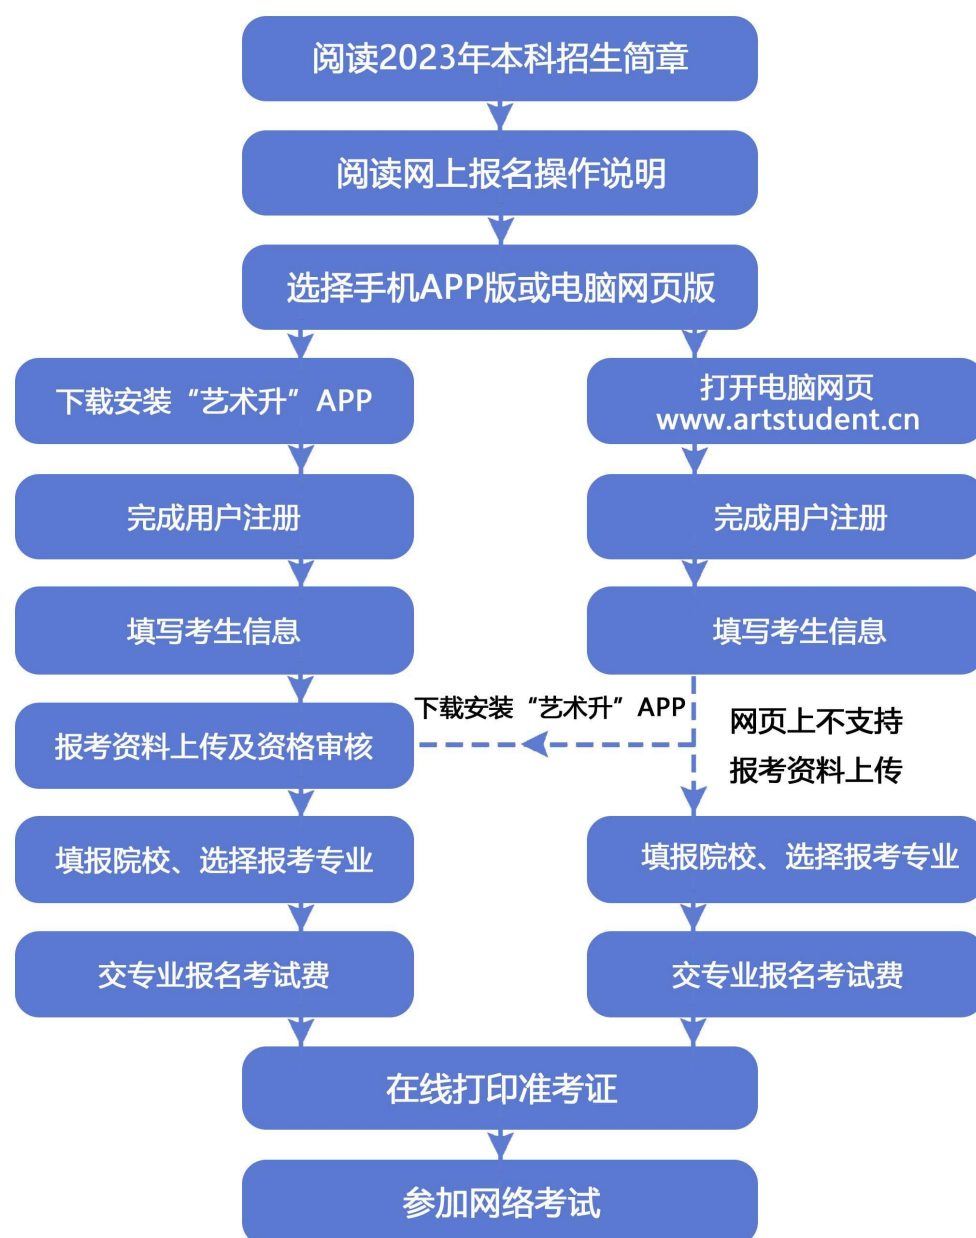 阅读2023年本科招生简章
阅读网上报名操作说明
选择手机APP版或电脑网页版
下载安装“艺术升”APP
打开电脑网页
www.artstudent.cn
完成用户注册
完成用户注册
填写考生信息
填写考生信息
下载安装“艺术升”APP
网页上不支持
报考资料上传
报考资料上传及资格审核
填报院校、选择报考专业
填报院校、选择报考专业
交专业报名考试费
交专业报名考试费
在线打印准考证
参加网络考试